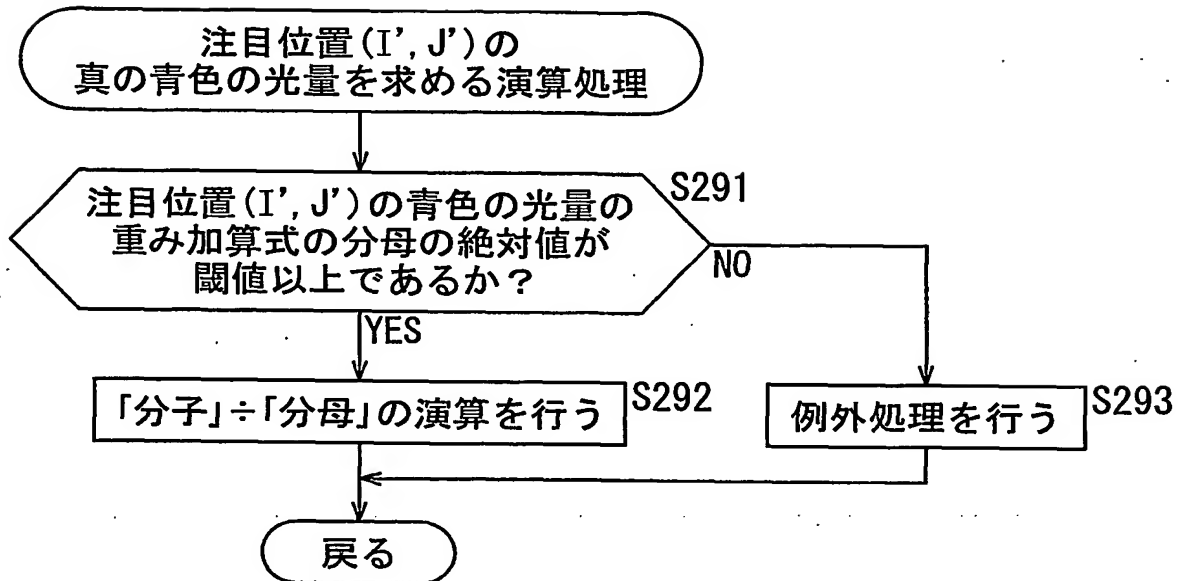 注目位置(I', J')の
真の青色の光量を求める演算処理
注目位置(I', J')の青色の光量の
重み加算式の分母の絶対値が
閾値以上であるか?
S291
NO
YES
「分子」÷「分母」の演算を行う
S292
例外処理を行う
S293
戻る